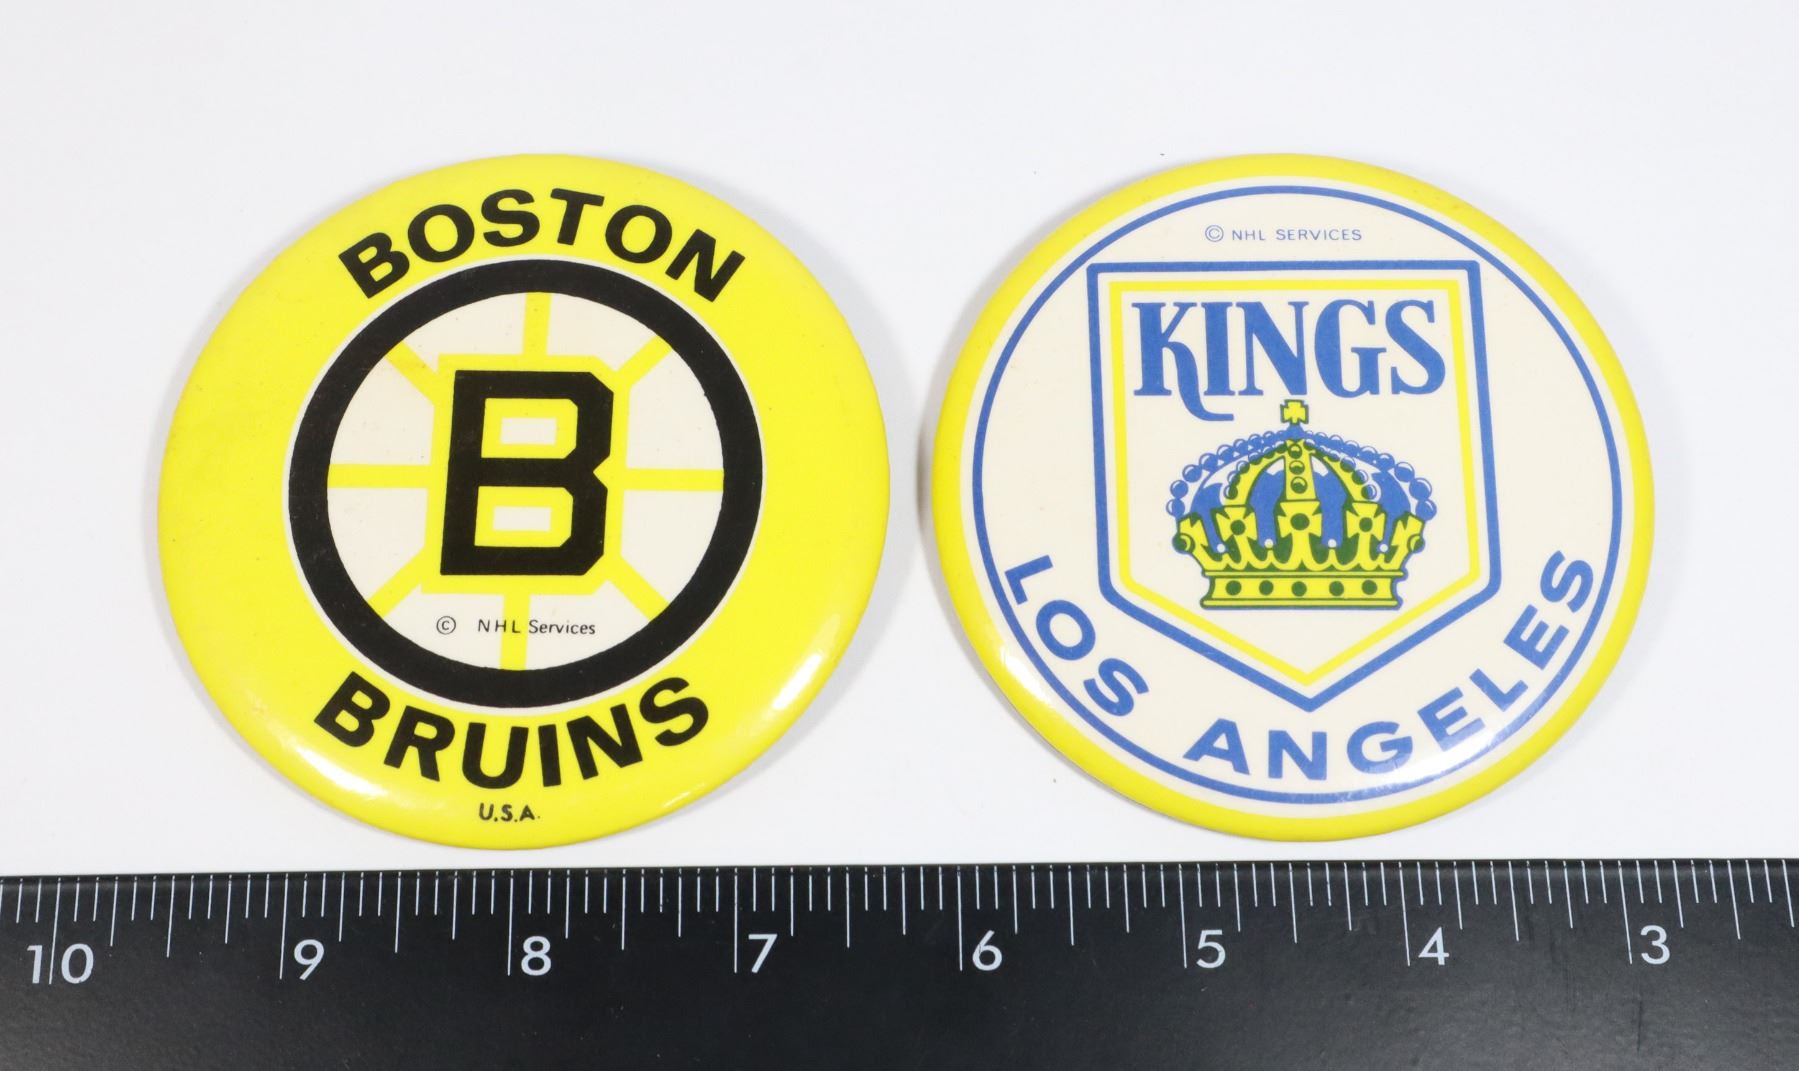 BOSTON
B
© NHL Services
BRUINS
U.S.A.
© NHL SERVICES
KINGS
LOS ANGELES
10 9 8 7 6 5 4 3